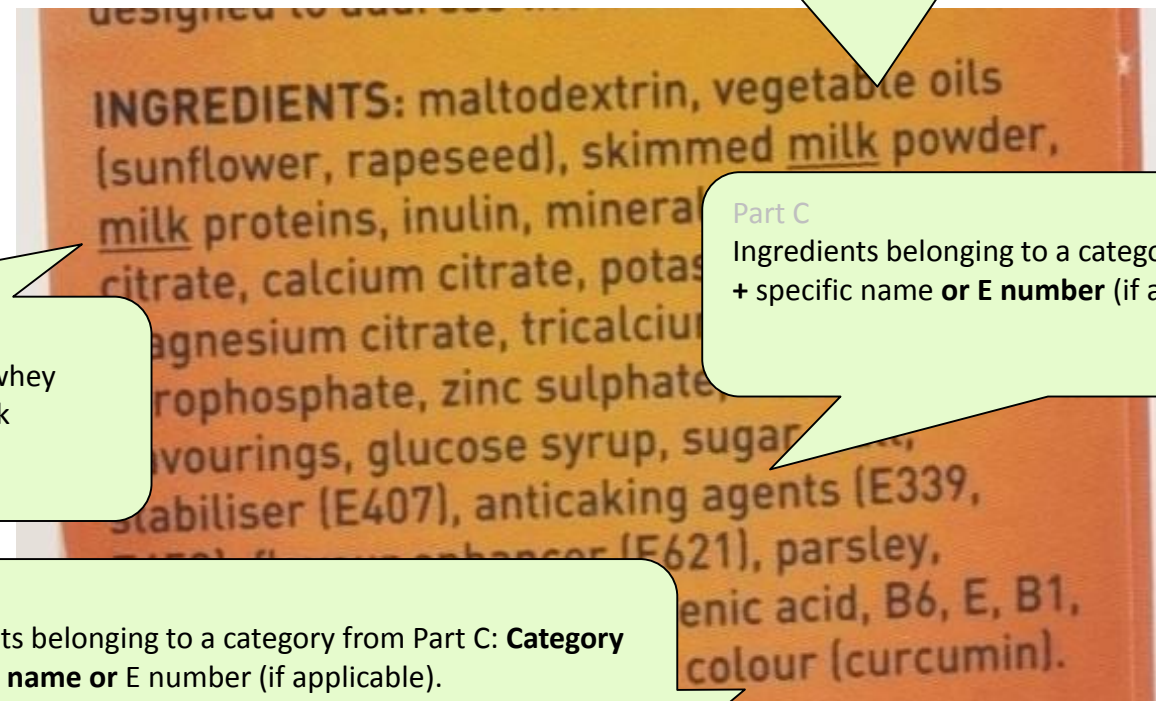 designed to address
INGREDIENTS: maltodextrin, vegetable oils
(sunflower, rapeseed), skimmed milk powder,
milk proteins, inulin, mineral
citrate, calcium citrate, potas
agnesium citrate, tricalciu
rophosphate, zinc sulphate,
avourings, glucose syrup, sugar
stabiliser (E407), anticaking agents (E339,
enhancer (E621), parsley,
enic acid, B6, E, B1,
colour (curcumin).
Part C
Ingredients belonging to a catego
+ specific name or E number (if a
whey
k
ts belonging to a category from Part C: Category
name or E number (if applicable).